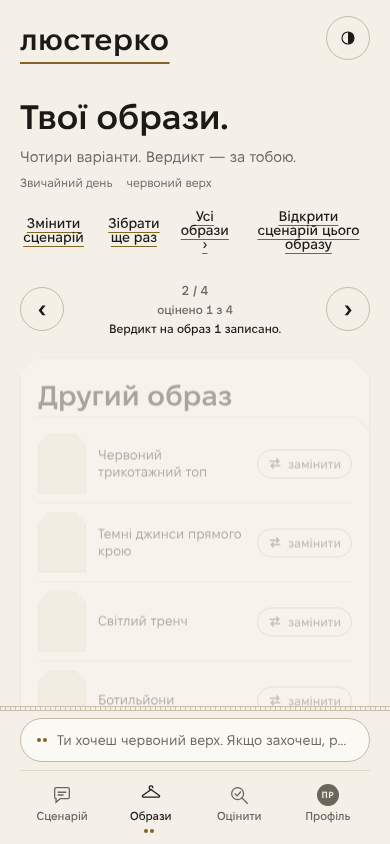 люстерко
Твої образи.
Чотири варіанти. Вердикт — за тобою.
Звичайний день червоний верх
Змінити
сценарій
Зібрати
ще раз
Усі
образи
›
Відкрити
сценарій цього
образу
‹
2 / 4
оцінено 1 з 4
Вердикт на образ 1 записано.
›
Другий образ
Червоний
трикотажний топ
⇄ замінити
Темні джинси прямого
крою
⇄ замінити
Світлий тренч
⇄ замінити
Ботильйони
⇄ замінити
Ти хочеш червоний верх. Якщо захочеш, р...
Сценарій
Образи
Оцінити
ПР
Профіль